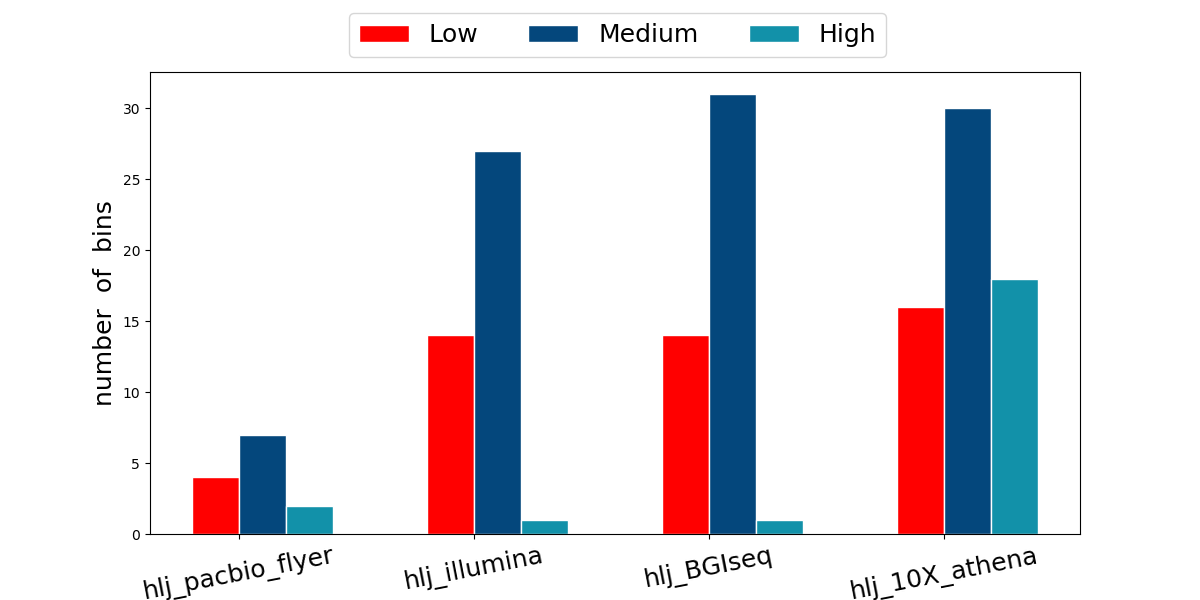 Low Medium High
number of bins
30
25
20
15
10
5
0
hlj_pacbio_flyer hlj_illumina hlj_BGIseq hlj_10X_athena